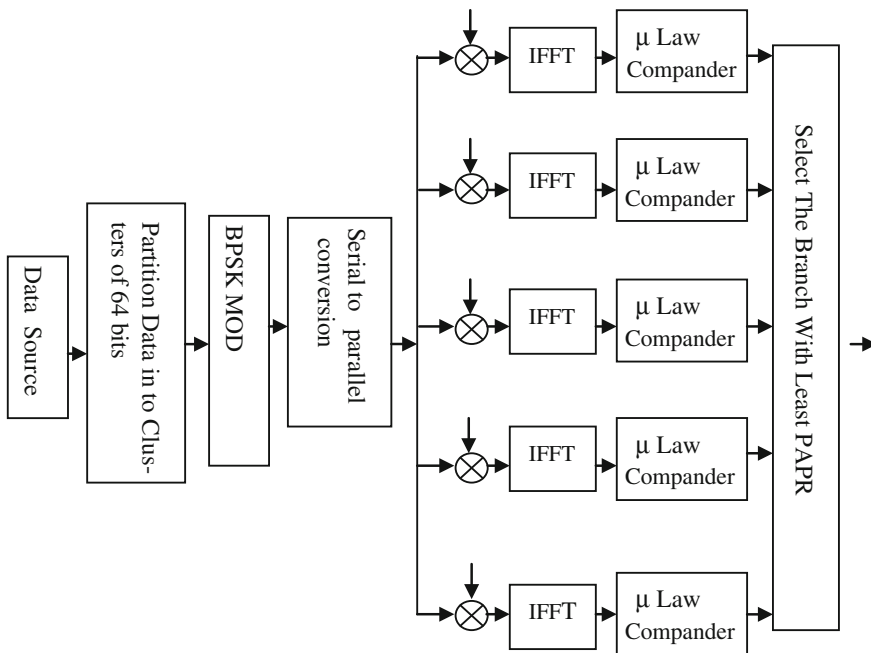 Data Source
Partition Data in to Clus-
ters of 64 bits
BPSK MOD
Serial to parallel
conversion
IFFT
μ Law
Compander
IFFT
μ Law
Compander
IFFT
μ Law
Compander
IFFT
μ Law
Compander
IFFT
μ Law
Compander
Select The Branch With Least PAPR